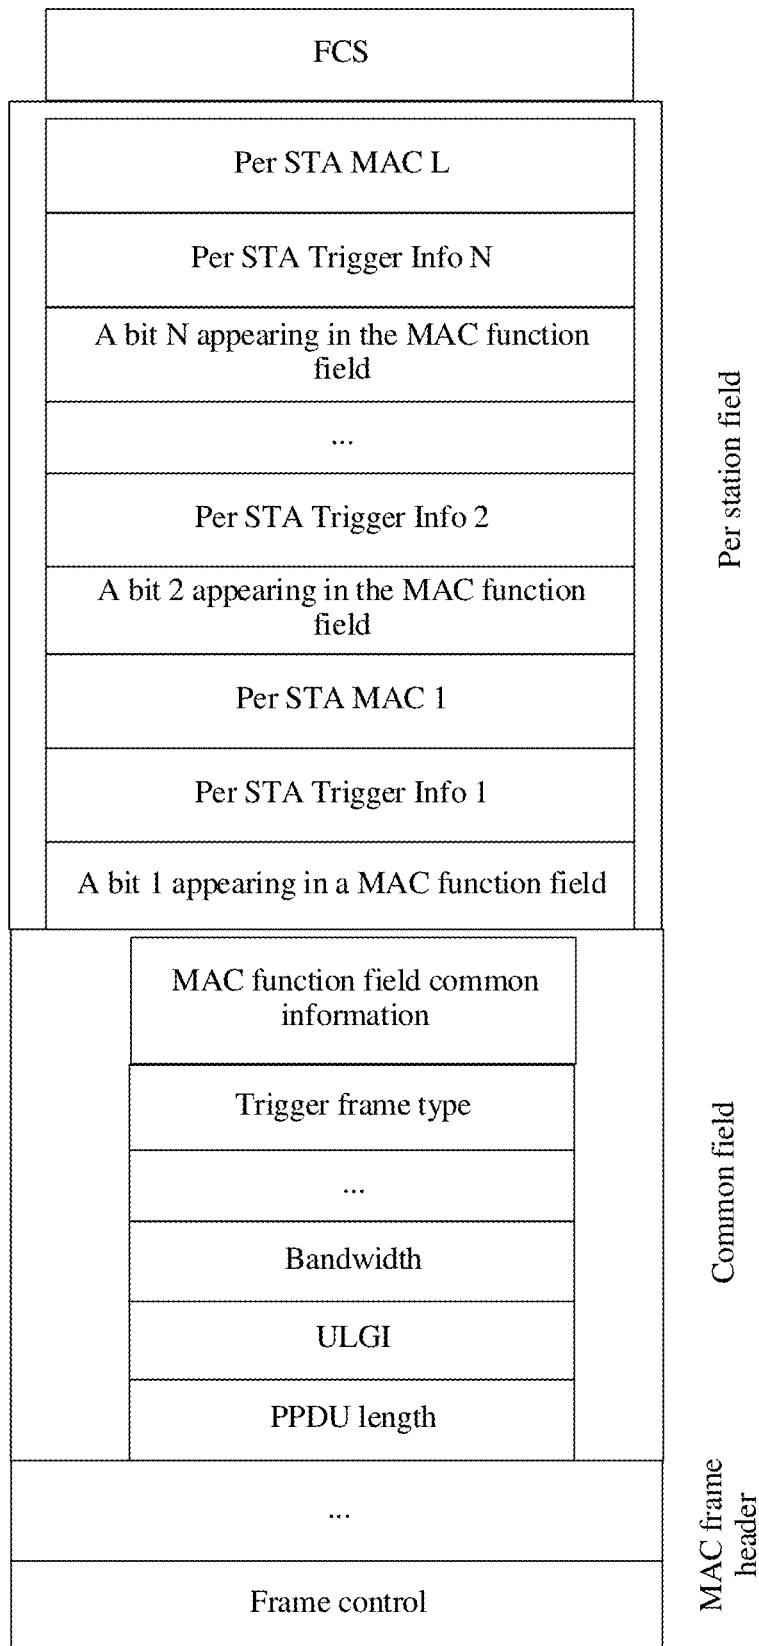 FCS
Per STA MAC L
Per STA Trigger Info N
A bit N appearing in the MAC function
field
...
Per STA Trigger Info 2
A bit 2 appearing in the MAC function
field
Per STA MAC 1
Per STA Trigger Info 1
A bit 1 appearing in a MAC function field
Per station field
MAC function field common
information
Trigger frame type
...
Bandwidth
ULGI
PPDU length
Common field
...
Frame control
MAC frame
header